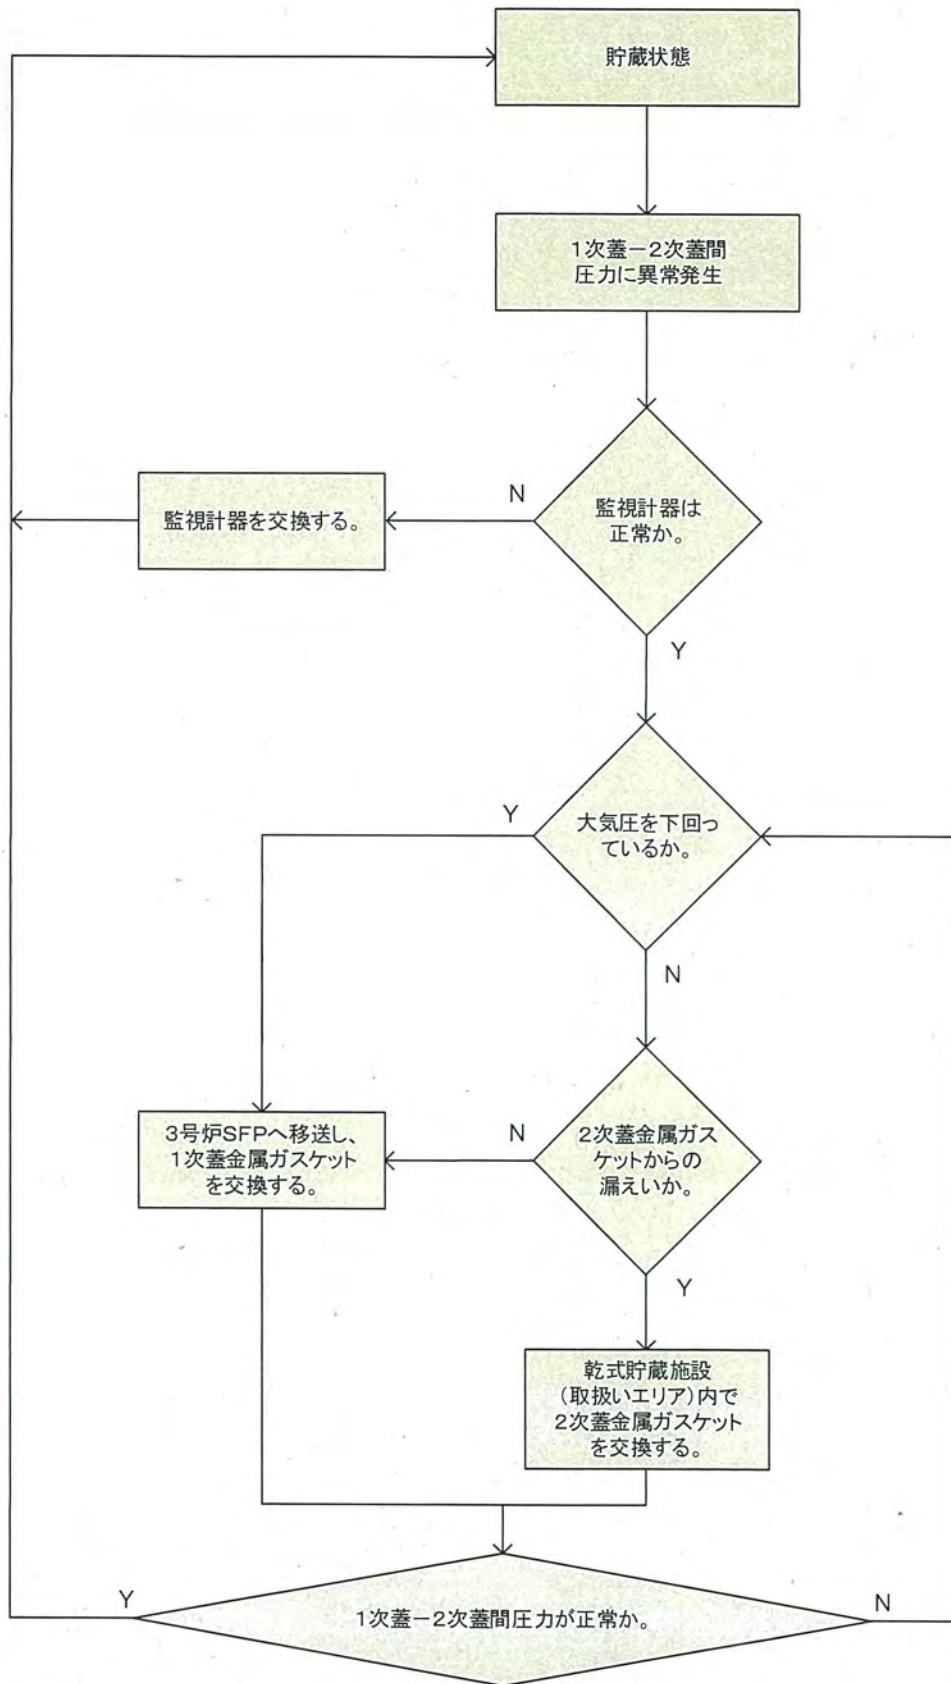 貯蔵状態
1次蓋－2次蓋間
圧力に異常発生
N
監視計器を交換する。
監視計器は
正常か。
Y
Y
大気圧を下回っ
ているか。
N
3号炉SFPへ移送し、
1次蓋金属ガスケット
を交換する。
N
2次蓋金属ガス
ケットからの
漏えいか。
Y
乾式貯蔵施設
(取扱いエリア)内で
2次蓋金属ガスケット
を交換する。
Y
1次蓋－2次蓋間圧力が正常か。
N